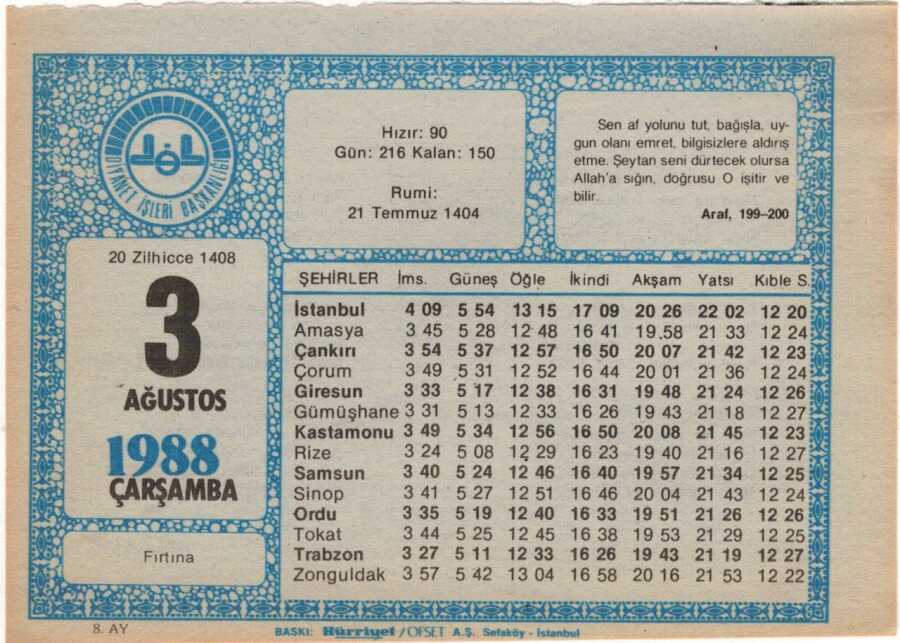 DİYANET İŞLERİ BAŞKANLIĞI
Hızır: 90
Gün: 216 Kalan: 150
Rumi:
21 Temmuz 1404
Sen af yolunu tut, bağışla, uy-
gun olanı emret, bilgisizlere aldırış
etme. Şeytan seni dürtecek olursa
Allah'a sığın, doğrusu O işitir ve
bilir.
Araf, 199–200
20 Zilhicce 1408
3
AĞUSTOS
1988
ÇARŞAMBA
Fırtına
ŞEHİRLER İms. Güneş Öğle İkindi Akşam Yatsı Kıble S.
İstanbul 4 09 5 54 13 15 17 09 20 26 22 02 12 20
Amasya 3 45 5 28 12 48 16 41 19.58 21 33 12 24
Çankırı 3 54 5 37 12 57 16 50 20 07 21 42 12 23
Çorum 3 49 5 31 12 52 16 44 20 01 21 36 12 24
Giresun 3 33 5 17 12 38 16 31 19 48 21 24 12 26
Gümüşhane 3 31 5 13 12 33 16 26 19 43 21 18 12 27
Kastamonu 3 49 5 34 12 56 16 50 20 08 21 45 12 23
Rize 3 24 5 08 12 29 16 23 19 40 21 16 12 27
Samsun 3 40 5 24 12 46 16 40 19 57 21 34 12 25
Sinop 3 41 5 27 12 51 16 46 20 04 21 43 12 24
Ordu 3 35 5 19 12 40 16 33 19 51 21 26 12 26
Tokat 3 44 5 25 12 45 16 38 19 53 21 29 12 25
Trabzon 3 27 5 11 12 33 16 26 19 43 21 19 12 27
Zonguldak 3 57 5 42 13 04 16 58 20 16 21 53 12 22
8. AY
BASKI: Hürriyet / OFSET A.Ş. Sefaköy - İstanbul